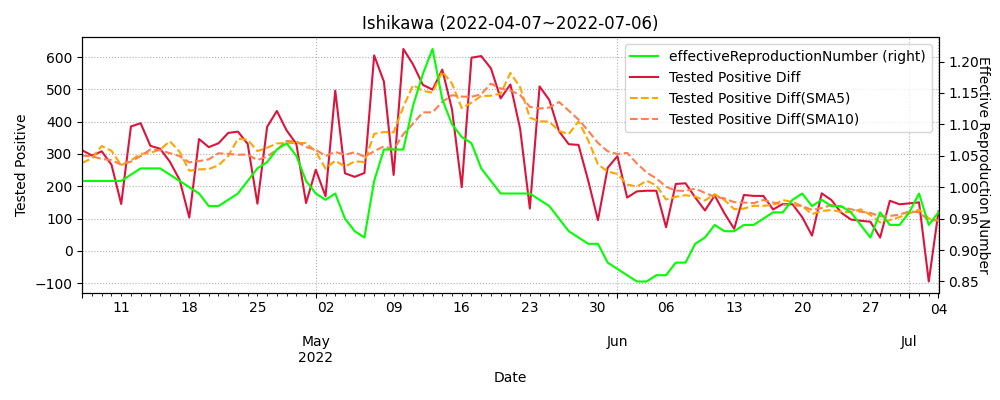 Ishikawa (2022-04-07~2022-07-06)
effectiveReproductionNumber (right)
Tested Positive Diff
Tested Positive Diff(SMA5)
Tested Positive Diff(SMA10)
Tested Positive
600
500
400
300
200
100
0
−100
1.20
1.15
1.10
1.05
1.00
0.95
0.90
0.85
Effective Reproduction Number
11 18 25 02 09 16 23 30 06 13 20 27 04
May Jun Jul
2022
Date